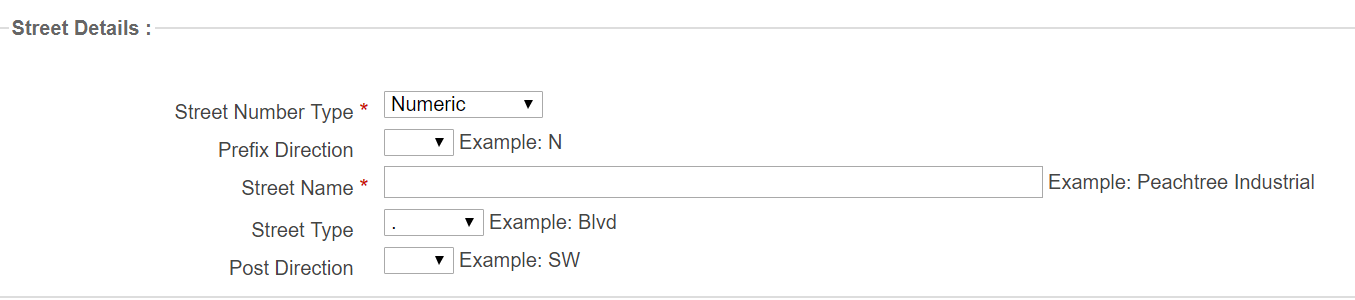 Street Details :
Street Number Type * Numeric
Prefix Direction Example: N
Street Name * Example: Peachtree Industrial
Street Type . Example: Blvd
Post Direction Example: SW